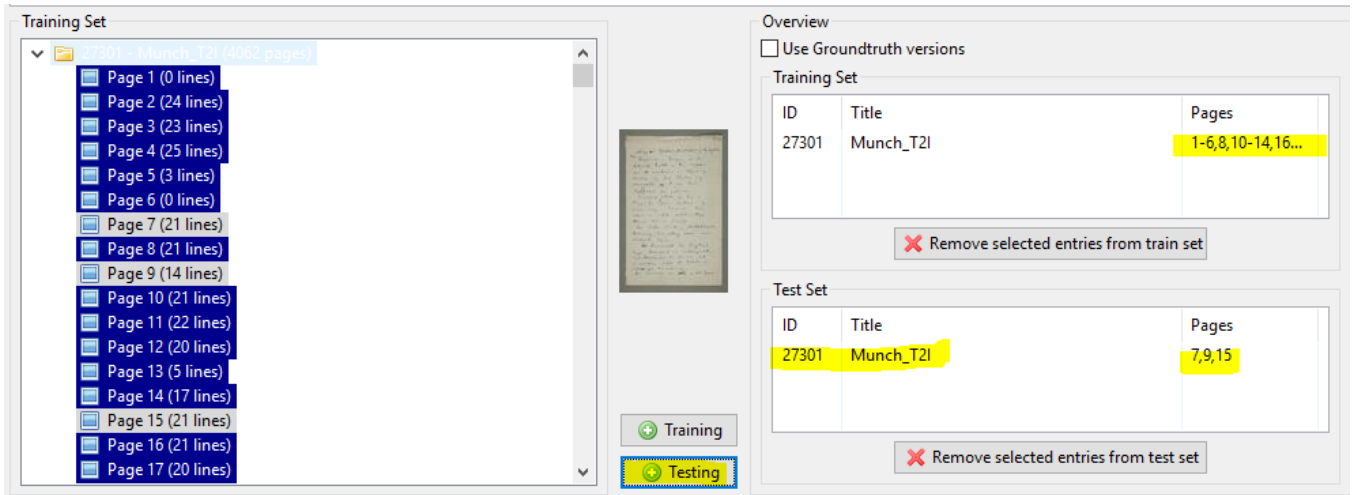 Training Set
27301 - Munch_T2I (4062 pages)
Page 1 (0 lines)
Page 2 (24 lines)
Page 3 (23 lines)
Page 4 (25 lines)
Page 5 (3 lines)
Page 6 (0 lines)
Page 7 (21 lines)
Page 8 (21 lines)
Page 9 (14 lines)
Page 10 (21 lines)
Page 11 (22 lines)
Page 12 (20 lines)
Page 13 (5 lines)
Page 14 (17 lines)
Page 15 (21 lines)
Page 16 (21 lines)
Page 17 (20 lines)
Training
Testing
Overview
Use Groundtruth versions
Training Set
ID Title Pages
27301 Munch_T2I 1-6,8,10-14,16...
Remove selected entries from train set
Test Set
ID Title Pages
27301 Munch_T2I 7,9,15
Remove selected entries from test set